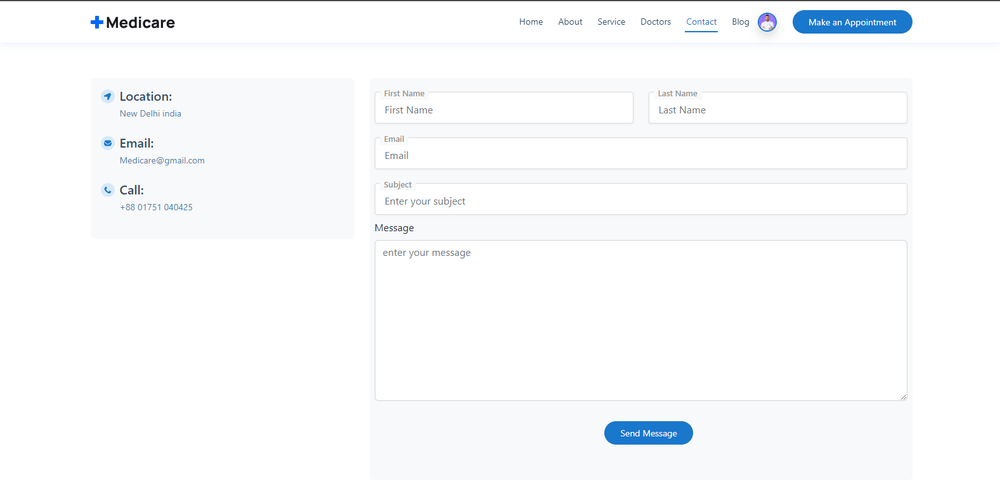 Medicare
Home About Service Doctors Contact Blog Make an Appointment
Location:
New Delhi india
Email:
Medicare@gmail.com
Call:
+88 01751 040425
First Name Last Name
First Name Last Name
Email
Email
Subject
Enter your subject
Message
enter your message
Send Message